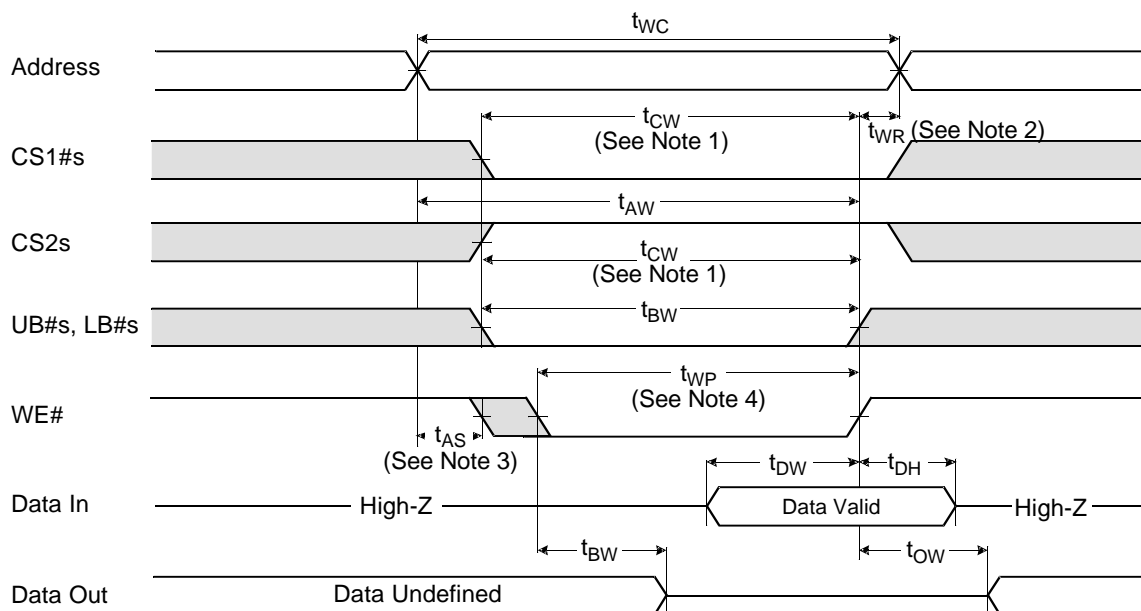 tWC
Address
tCW
(See Note 1)
tWR (See Note 2)
CS1#s
tAW
CS2s
tCW
(See Note 1)
tBW
UB#s, LB#s
tWP
(See Note 4)
WE#
tAS
(See Note 3)
tDW
tDH
Data In
High-Z
Data Valid
High-Z
tBW
tOW
Data Out
Data Undefined